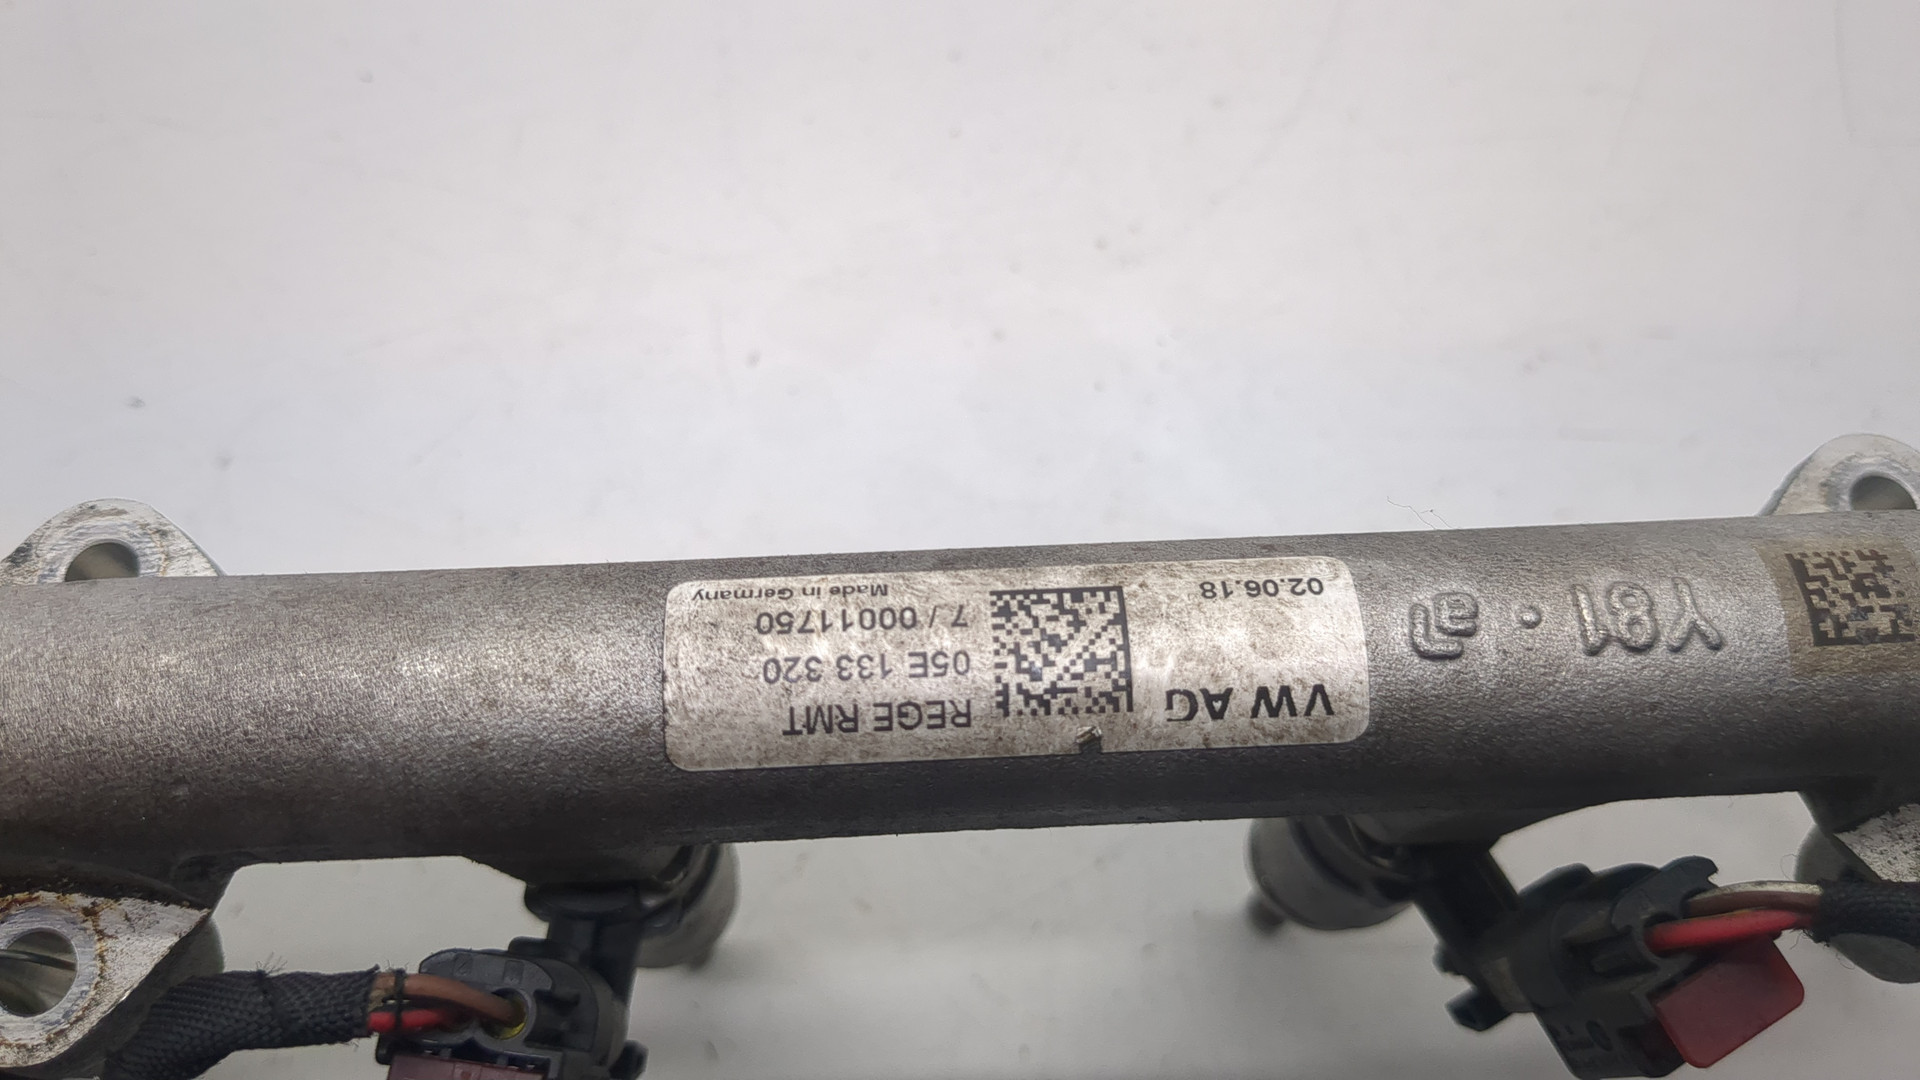 VW AG
02.06.18
REGE RMT
05E 133 320
7 / 00011750
Made in Germany
Y81